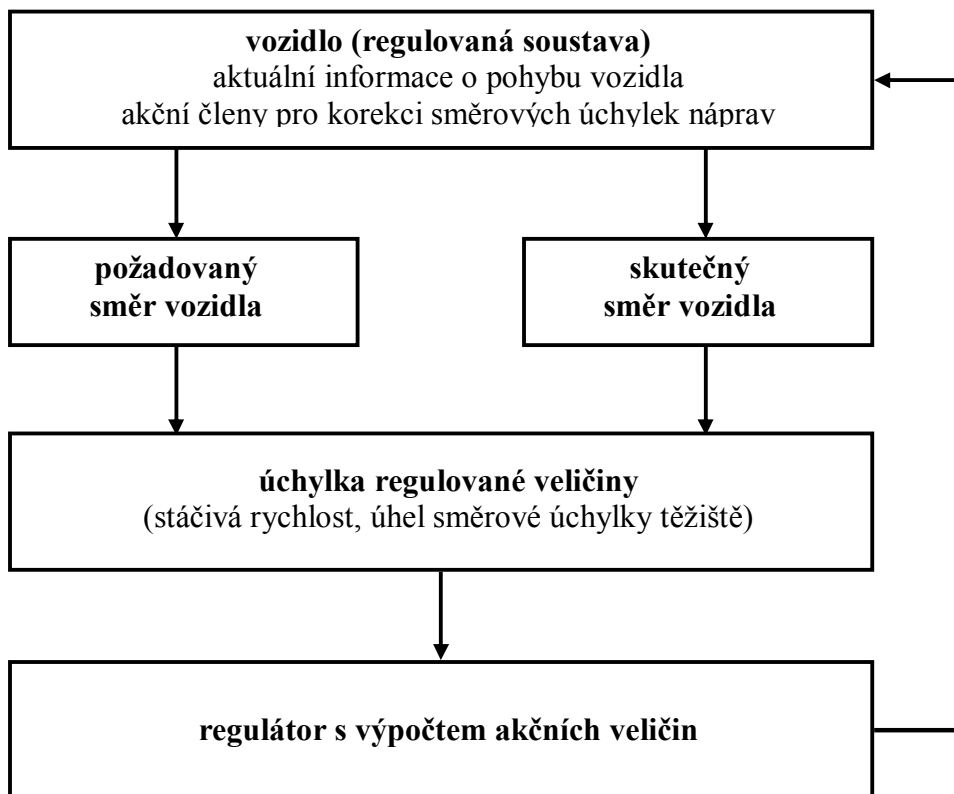 vozidlo (regulovaná soustava)
aktuální informace o pohybu vozidla
akční členy pro korekci směrových úchylek náprav
požadovaný
směr vozidla
skutečný
směr vozidla
úchylka regulované veličiny
(stáčivá rychlost, úhel směrové úchylky těžiště)
regulátor s výpočtem akčních veličin